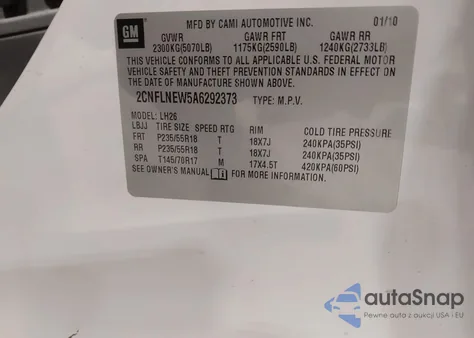 GM
MFD BY CAMI AUTOMOTIVE INC. 01/10
GVWR GAWR FRT GAWR RR
2300KG(5070LB) 1175KG(2590LB) 1240KG(2733LB)
THIS VEHICLE CONFORMS TO ALL APPLICABLE U.S. FEDERAL MOTOR
VEHICLE SAFETY AND THEFT PREVENTION STANDARDS IN EFFECT ON
THE DATE OF MANUFACTURE SHOWN ABOVE.
2CNFLNEW5A6292373 TYPE: M.P.V.
MODEL: LH26
LBJJ TIRE SIZE SPEED RTG RIM COLD TIRE PRESSURE
FRT P235/55R18 T 18X7J 240KPA(35PSI)
RR P235/55R18 T 18X7J 240KPA(35PSI)
SPA T145/70R17 M 17X4.5T 420KPA(60PSI)
SEE OWNER'S MANUAL FOR MORE INFORMATION.
autaSnap
Pewne auta z aukcji USA i EU